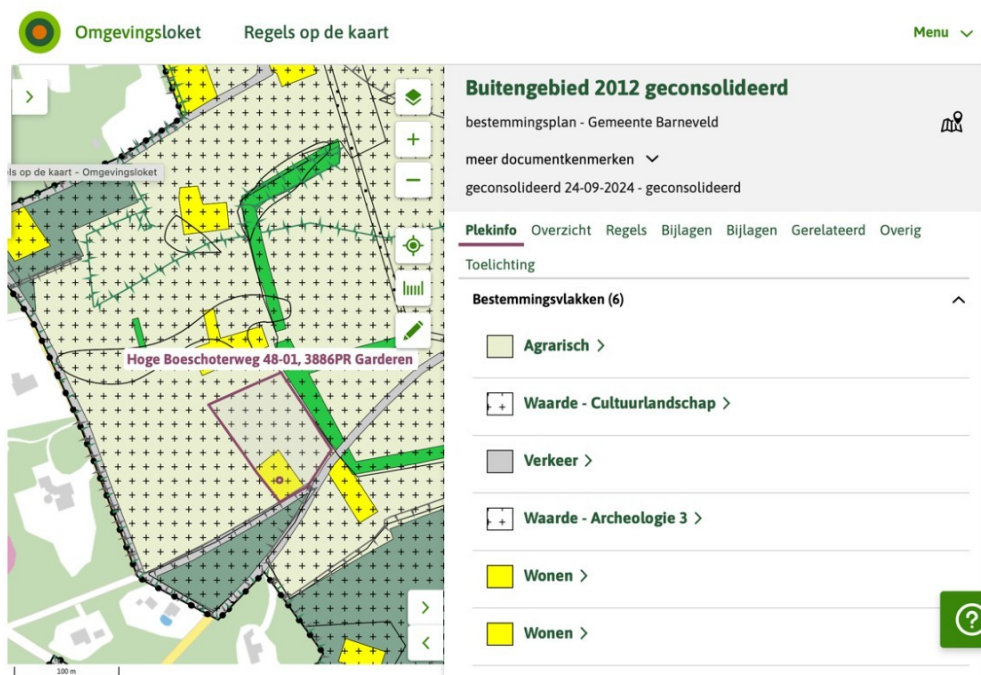 Omgevingsloket
Regels op de kaart
Menu
els op de kaart - Omgevingsloket
Hoge Boeschoterweg 48-01, 3886PR Garderen
100 m
Buitengebied 2012 geconsolideerd
bestemmingsplan - Gemeente Barneveld
meer documentkenmerken
geconsolideerd 24-09-2024 - geconsolideerd
Plekinfo Overzicht Regels Bijlagen Bijlagen Gerelateerd Overig
Toelichting
Bestemmingsvlakken (6)
Agrarisch
Waarde - Cultuurlandschap
Verkeer
Waarde - Archeologie 3
Wonen
Wonen